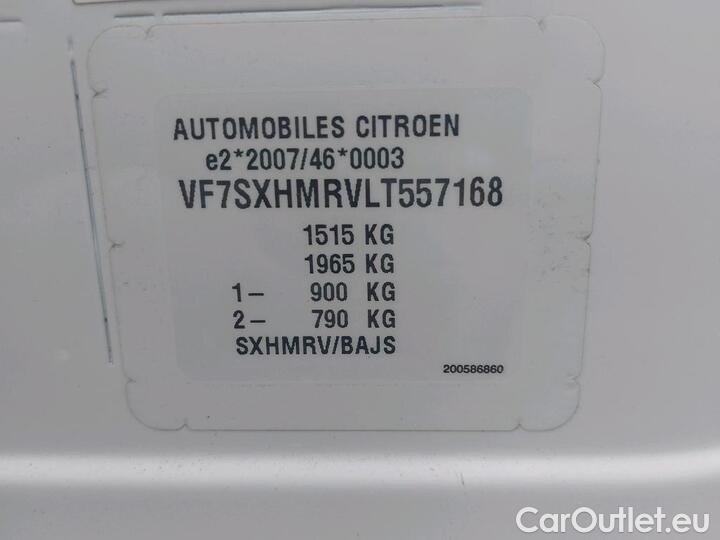 AUTOMOBILES CITROEN
e2*2007/46*0003
VF7SXHMRVLT557168
1515 KG
1965 KG
1– 900 KG
2– 790 KG
SXHMRV/BAJS
200586860
CarOutlet.eu